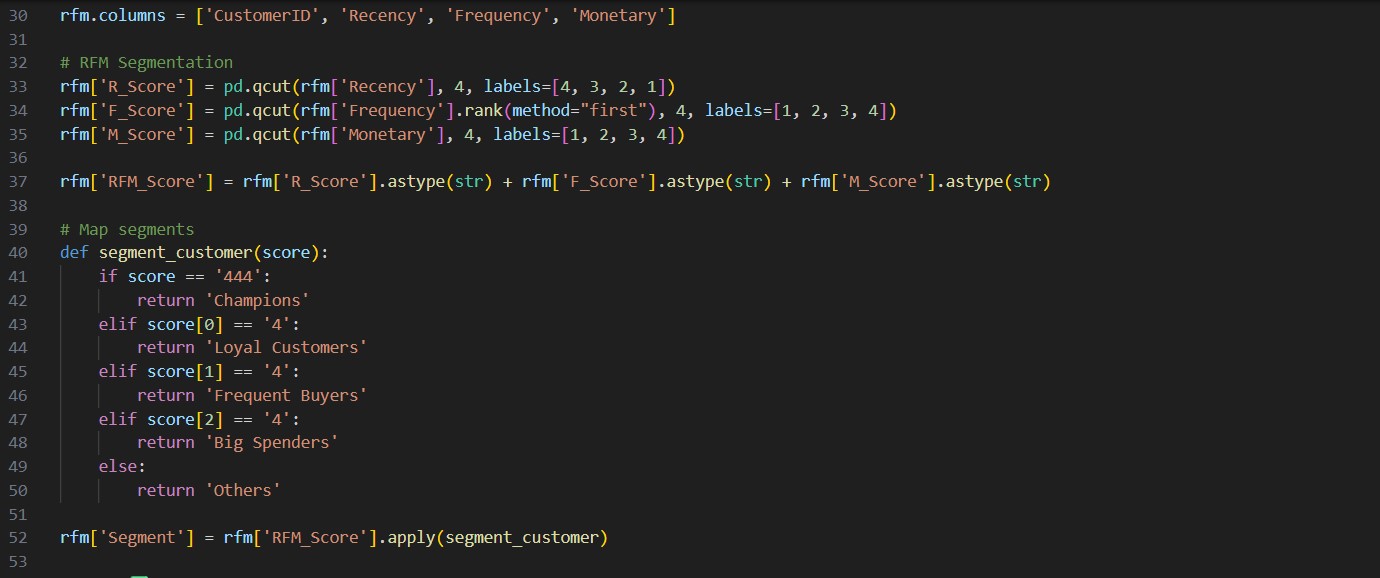 30 rfm.columns = ['CustomerID', 'Recency', 'Frequency', 'Monetary']
31
32 # RFM Segmentation
33 rfm['R_Score'] = pd.qcut(rfm['Recency'], 4, labels=[4, 3, 2, 1])
34 rfm['F_Score'] = pd.qcut(rfm['Frequency'].rank(method="first"), 4, labels=[1, 2, 3, 4])
35 rfm['M_Score'] = pd.qcut(rfm['Monetary'], 4, labels=[1, 2, 3, 4])
36
37 rfm['RFM_Score'] = rfm['R_Score'].astype(str) + rfm['F_Score'].astype(str) + rfm['M_Score'].astype(str)
38
39 # Map segments
40 def segment_customer(score):
41     if score == '444':
42         return 'Champions'
43     elif score[0] == '4':
44         return 'Loyal Customers'
45     elif score[1] == '4':
46         return 'Frequent Buyers'
47     elif score[2] == '4':
48         return 'Big Spenders'
49     else:
50         return 'Others'
51
52 rfm['Segment'] = rfm['RFM_Score'].apply(segment_customer)
53